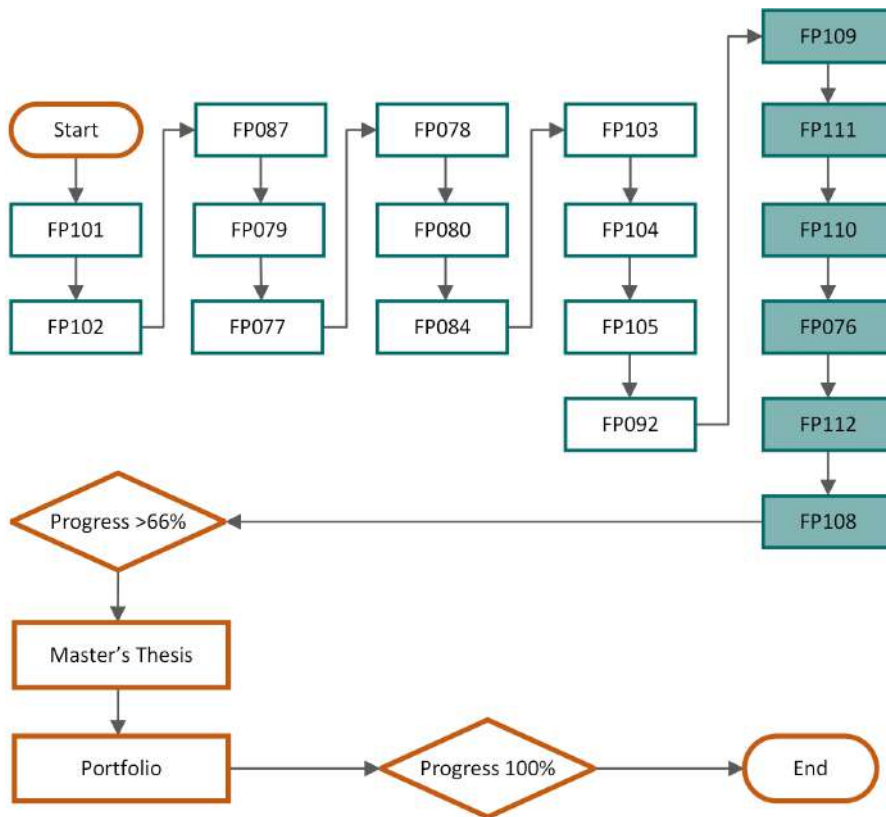 Start
FP101
FP102
FP087
FP079
FP077
FP078
FP080
FP084
FP103
FP104
FP105
FP092
FP109
FP111
FP110
FP076
FP112
FP108
Progress >66%
Master’s Thesis
Portfolio
Progress 100%
End